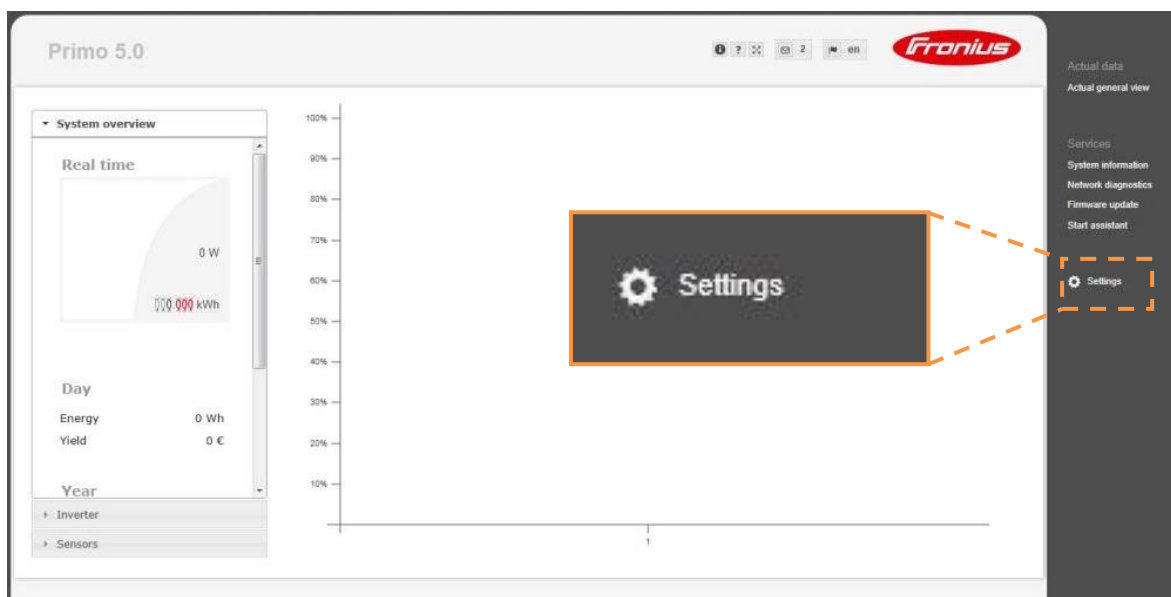 Primo 5.0
i ? 2 en
Fronius
System overview
Real time
0 W
000.000 kWh
Day
Energy 0 Wh
Yield 0 €
Year
Inverter
Sensors
100%
90%
80%
70%
60%
50%
40%
30%
20%
10%
1
Settings
Actual data
Actual general view
Services
System information
Network diagnostics
Firmware update
Start assistant
Settings